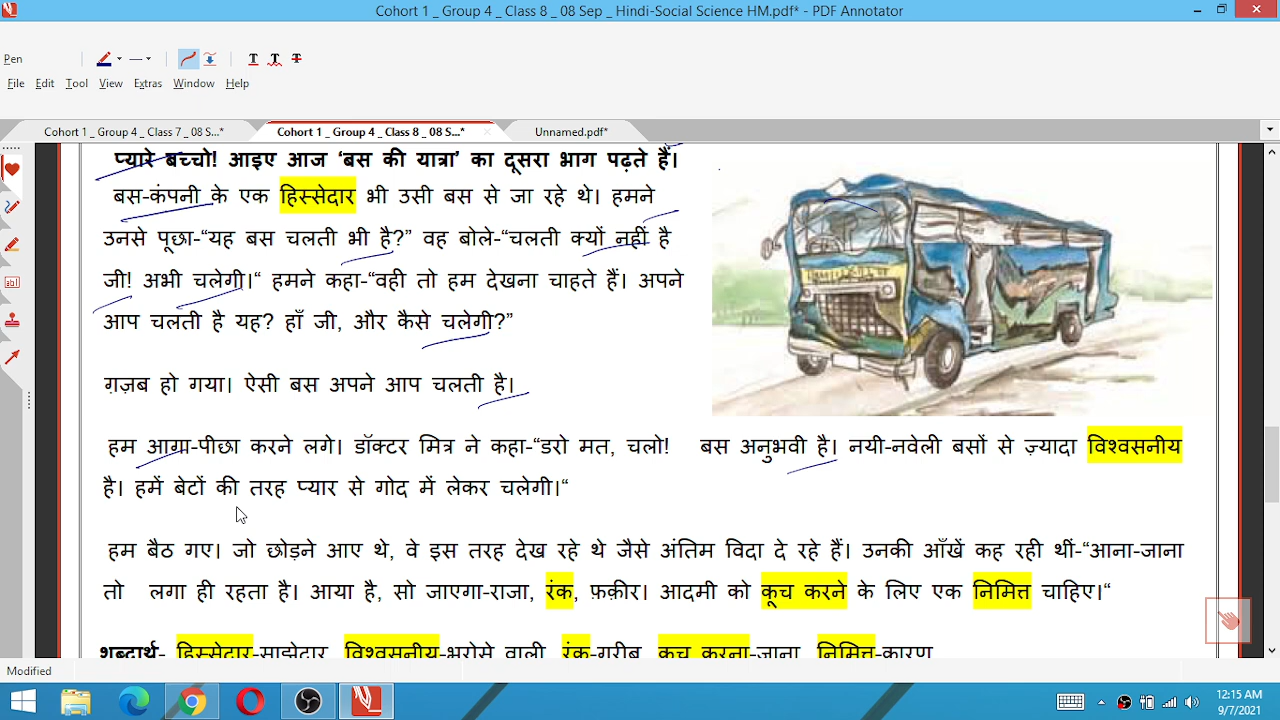 Cohort 1 _ Group 4 _ Class 8 _ 08 Sep _ Hindi-Social Science HM.pdf* - PDF Annotator
Pen
T T T
File Edit Tool View Extras Window Help
Cohort 1 _ Group 4 _ Class 7 _ 08 S...* Cohort 1 _ Group 4 _ Class 8 _ 08 S...* Unnamed.pdf*
प्यारे बच्चो! आइए आज ‘बस की यात्रा’ का दूसरा भाग पढ़ते हैं।
बस-कंपनी के एक हिस्सेदार भी उसी बस से जा रहे थे। हमने
उनसे पूछा-“यह बस चलती भी है?” वह बोले-“चलती क्यों नहीं है
जी! अभी चलेगी।“ हमने कहा-“वही तो हम देखना चाहते हैं। अपने
आप चलती है यह? हाँ जी, और कैसे चलेगी?”
ग़ज़ब हो गया। ऐसी बस अपने आप चलती है।
हम आगा-पीछा करने लगे। डॉक्टर मित्र ने कहा-“डरो मत, चलो! बस अनुभवी है। नयी-नवेली बसों से ज़्यादा विश्वसनीय
है। हमें बेटों की तरह प्यार से गोद में लेकर चलेगी।“
हम बैठ गए। जो छोड़ने आए थे, वे इस तरह देख रहे थे जैसे अंतिम विदा दे रहे हैं। उनकी आँखें कह रही थीं-“आना-जाना
तो लगा ही रहता है। आया है, सो जाएगा-राजा, रंक, फ़क़ीर। आदमी को कूच करने के लिए एक निमित्त चाहिए।“
शब्दार्थ- हिस्सेदार-साझेदार, विश्वसनीय-भरोसे वाली, रंक-गरीब, कूच करना-जाना, निमित्त-कारण
Modified
12:15 AM
9/7/2021